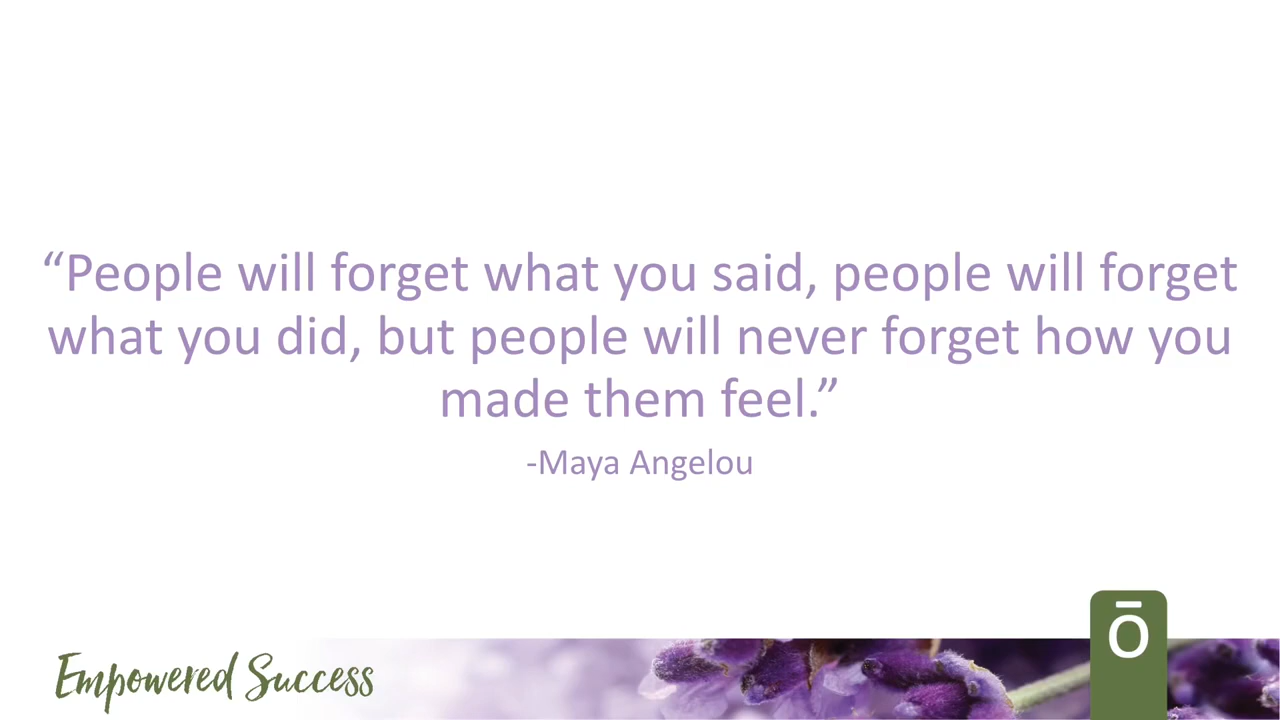 “People will forget what you said, people will forget
what you did, but people will never forget how you
made them feel.”
-Maya Angelou
ō
Empowered Success